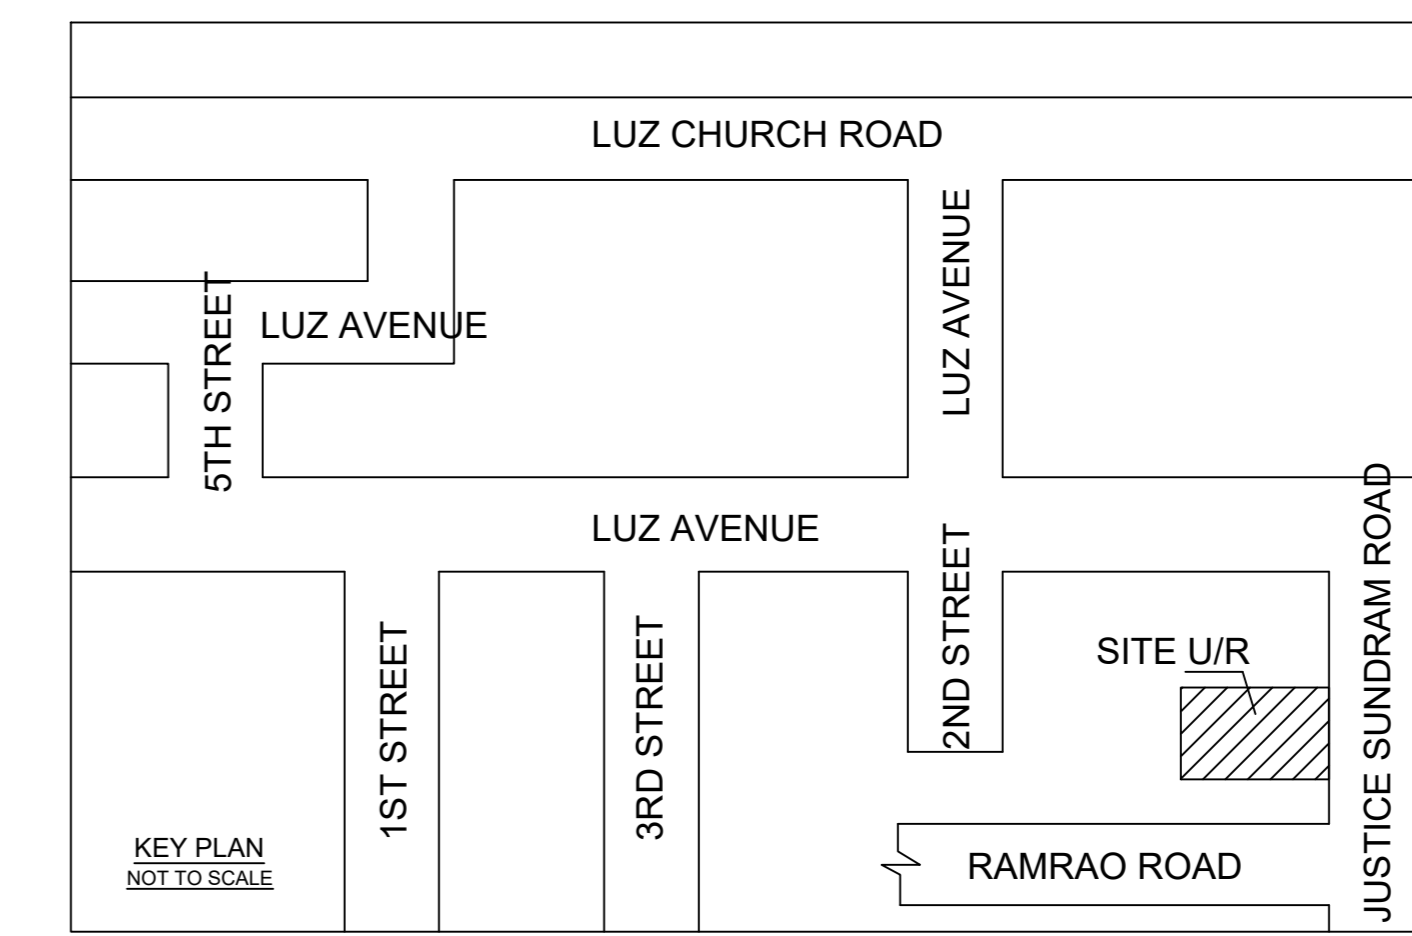 LUZ CHURCH ROAD
LUZ AVENUE
5TH STREET
LUZ AVENUE
LUZ AVENUE
2ND STREET
JUSTICE SUNDRAM ROAD
1ST STREET
3RD STREET
SITE U/R
KEY PLAN
NOT TO SCALE
RAMRAO ROAD